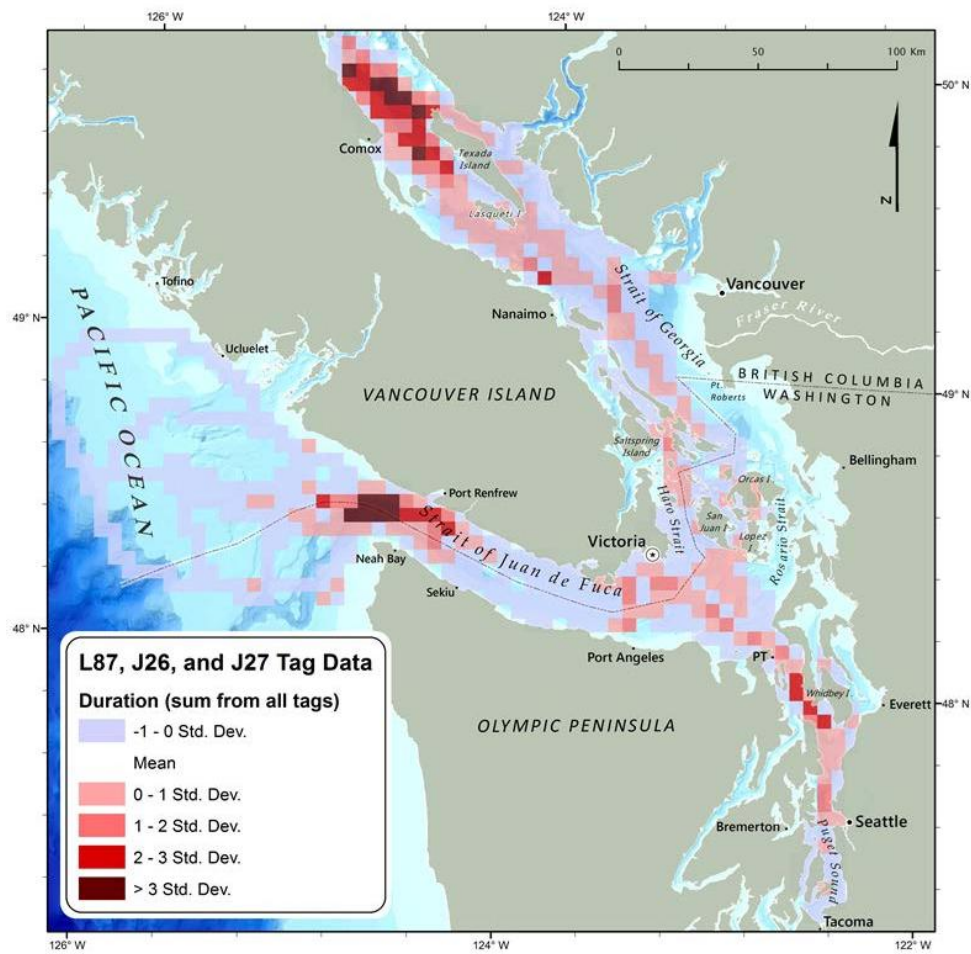 126° W
124° W
0 50 100 Km
50° N
N
Comox
Texada
Island
Lasqueti I
Tofino
Vancouver
Strait of Georgia
Fraser River
49° N
Nanaimo
Ucluelet
PACIFIC OCEAN
VANCOUVER ISLAND
BRITISH COLUMBIA
WASHINGTON
49° N
Pt.
Roberts
Saltspring
Island
Bellingham
Orcas I
Port Renfrew
Haro Strait
San
Juan I
Lopez
I
Rosario Strait
Victoria
Strait of Juan de Fuca
Neah Bay
Sekiu
48° N
Port Angeles
PT
Whidbey I
Everett
48° N
OLYMPIC PENINSULA
L87, J26, and J27 Tag Data
Duration (sum from all tags)
-1 - 0 Std. Dev.
Mean
0 - 1 Std. Dev.
1 - 2 Std. Dev.
2 - 3 Std. Dev.
> 3 Std. Dev.
Bremerton
Seattle
Puget Sound
Tacoma
126° W
124° W
122° W